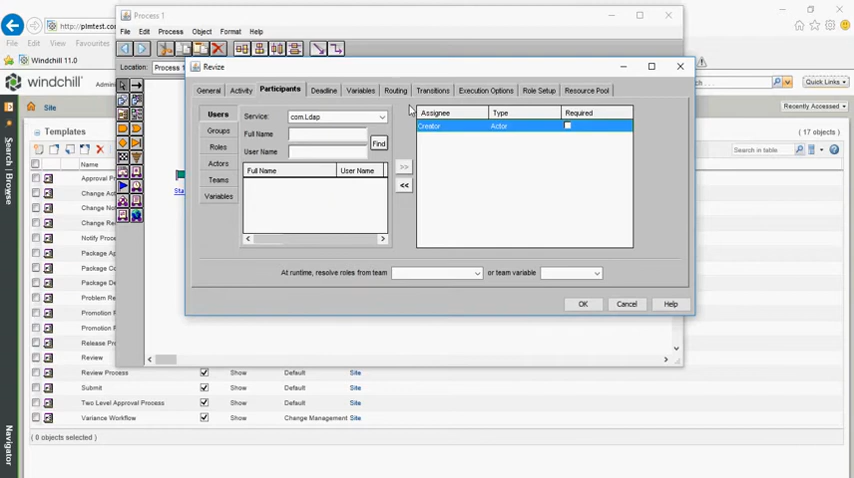 Process 1
http://plmtest.com
File Edit View Favourites
File Edit Process Object Format Help
Windchill 11.0
Location: Process
Revize
windchill
General Activity Participants Deadline Variables Routing Transitions Execution Options Role Setup Resource Pool
Quick Links
Site
Recently Accessed
Users
Service: com.Ldap
Assignee Type Required
Groups
Full Name
Creator Actor
Templates
(17 objects)
Roles
User Name
Find
Search in table
Name
Actors
>>
Full Name User Name
Approval Pr
Teams
Change Acti
<<
Sta
Change Not
Variables
Change Re
Notify Proce
Package Ap
Package Co
Package De
At runtime, resolve roles from team or team variable
Problem Re
Promotion
OK Cancel Help
Promotion
Release Pro
Review
Review Process Show Default Site
Submit Show Default Site
Two Level Approval Process Show Default Site
Variance Workflow Show Change Management Site
( 0 objects selected )
Search | Browse
Navigator